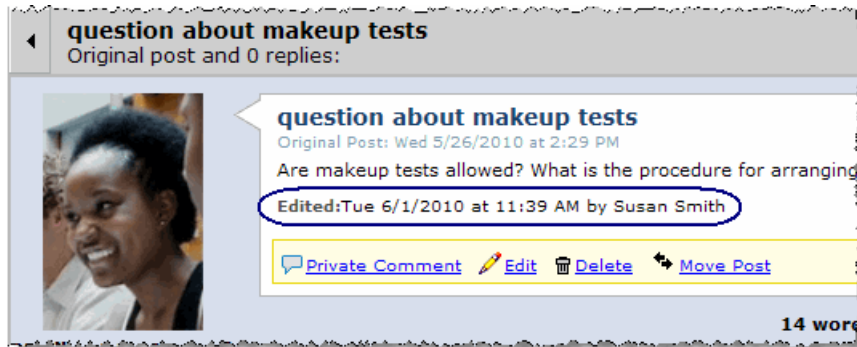 question about makeup tests
Original post and 0 replies:
question about makeup tests
Original Post: Wed 5/26/2010 at 2:29 PM
Are makeup tests allowed? What is the procedure for arranging
Edited:Tue 6/1/2010 at 11:39 AM by Susan Smith
Private Comment Edit Delete Move Post
14